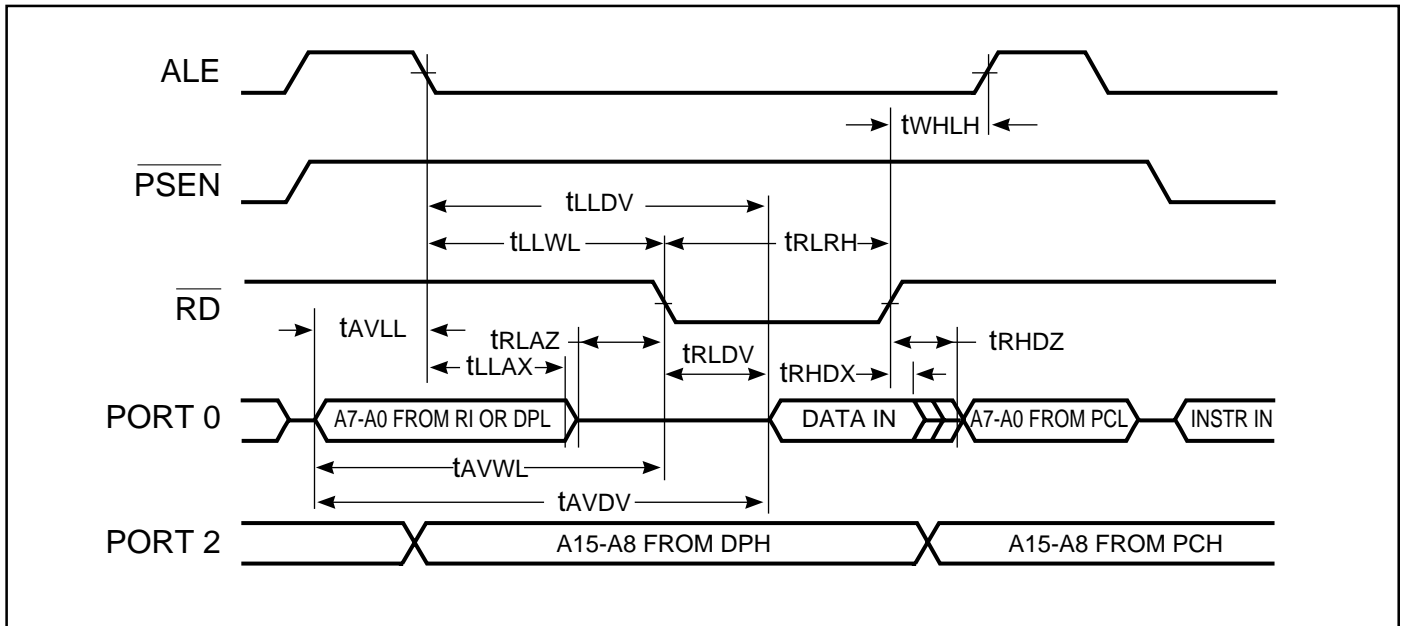 ALE
tWHLH
PSEN
tLLDV
tLLWL
tRLRH
RD
tAVLL
tRLAZ
tRLDV
tRHDZ
tLLAX
tRHDX
PORT 0
A7-A0 FROM RI OR DPL
DATA IN
A7-A0 FROM PCL
INSTR IN
tAVWL
tAVDV
PORT 2
A15-A8 FROM DPH
A15-A8 FROM PCH